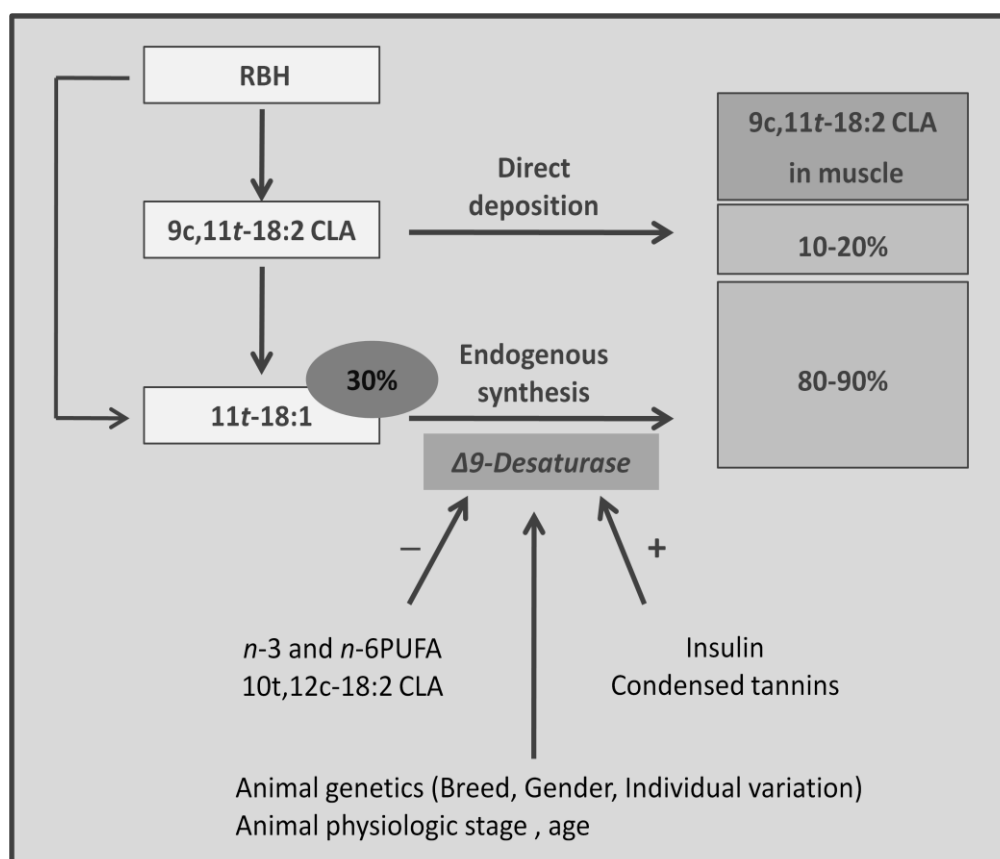 RBH
9c,11t-18:2 CLA
in muscle
Direct
deposition
9c,11t-18:2 CLA
10-20%
Endogenous
synthesis
30%
80-90%
11t-18:1
Δ9-Desaturase
–
+
n-3 and n-6PUFA
10t,12c-18:2 CLA
Insulin
Condensed tannins
Animal genetics (Breed, Gender, Individual variation)
Animal physiologic stage , age